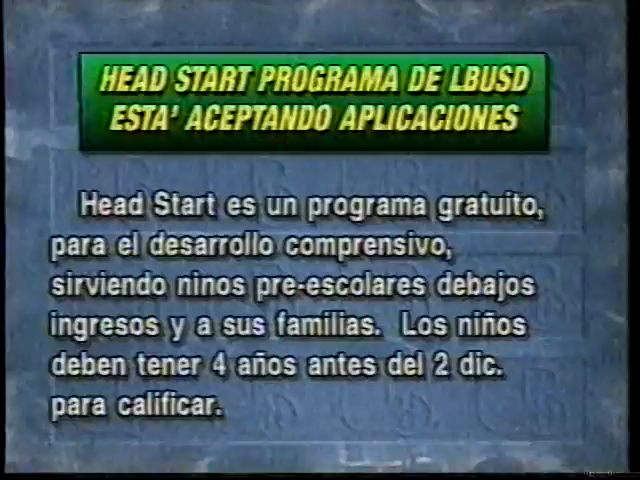 HEAD START PROGRAMA DE LBUSD
ESTA' ACEPTANDO APLICACIONES
Head Start es un programa gratuito,
para el desarrollo comprensivo,
sirviendo ninos pre-escolares debajos
ingresos y a sus familias. Los niños
deben tener 4 años antes del 2 dic.
para calificar.